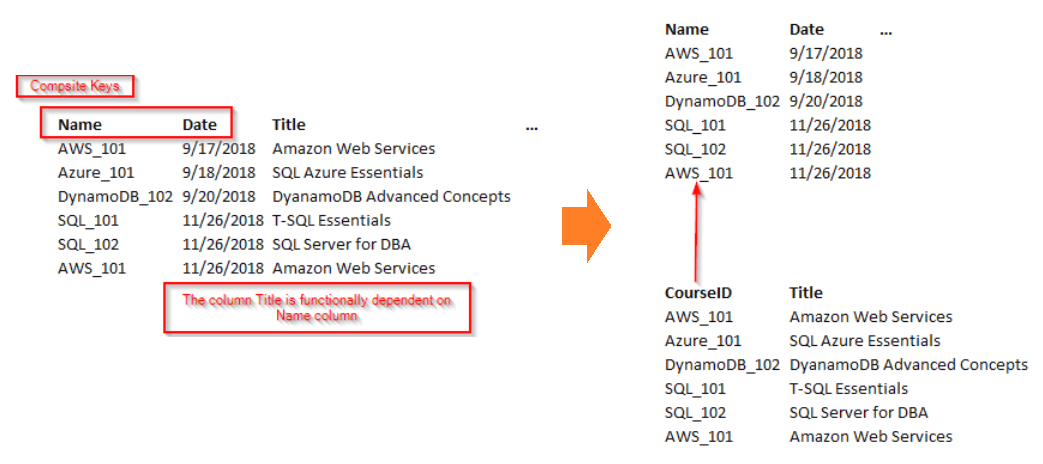 Compsite Keys
Name Date Title ...
AWS_101 9/17/2018 Amazon Web Services
Azure_101 9/18/2018 SQL Azure Essentials
DynamoDB_102 9/20/2018 DyanamoDB Advanced Concepts
SQL_101 11/26/2018 T-SQL Essentials
SQL_102 11/26/2018 SQL Server for DBA
AWS_101 11/26/2018 Amazon Web Services
The column Title is functionally dependent on
Name column
Name Date ...
AWS_101 9/17/2018
Azure_101 9/18/2018
DynamoDB_102 9/20/2018
SQL_101 11/26/2018
SQL_102 11/26/2018
AWS_101 11/26/2018
CourseID Title
AWS_101 Amazon Web Services
Azure_101 SQL Azure Essentials
DynamoDB_102 DyanamoDB Advanced Concepts
SQL_101 T-SQL Essentials
SQL_102 SQL Server for DBA
AWS_101 Amazon Web Services